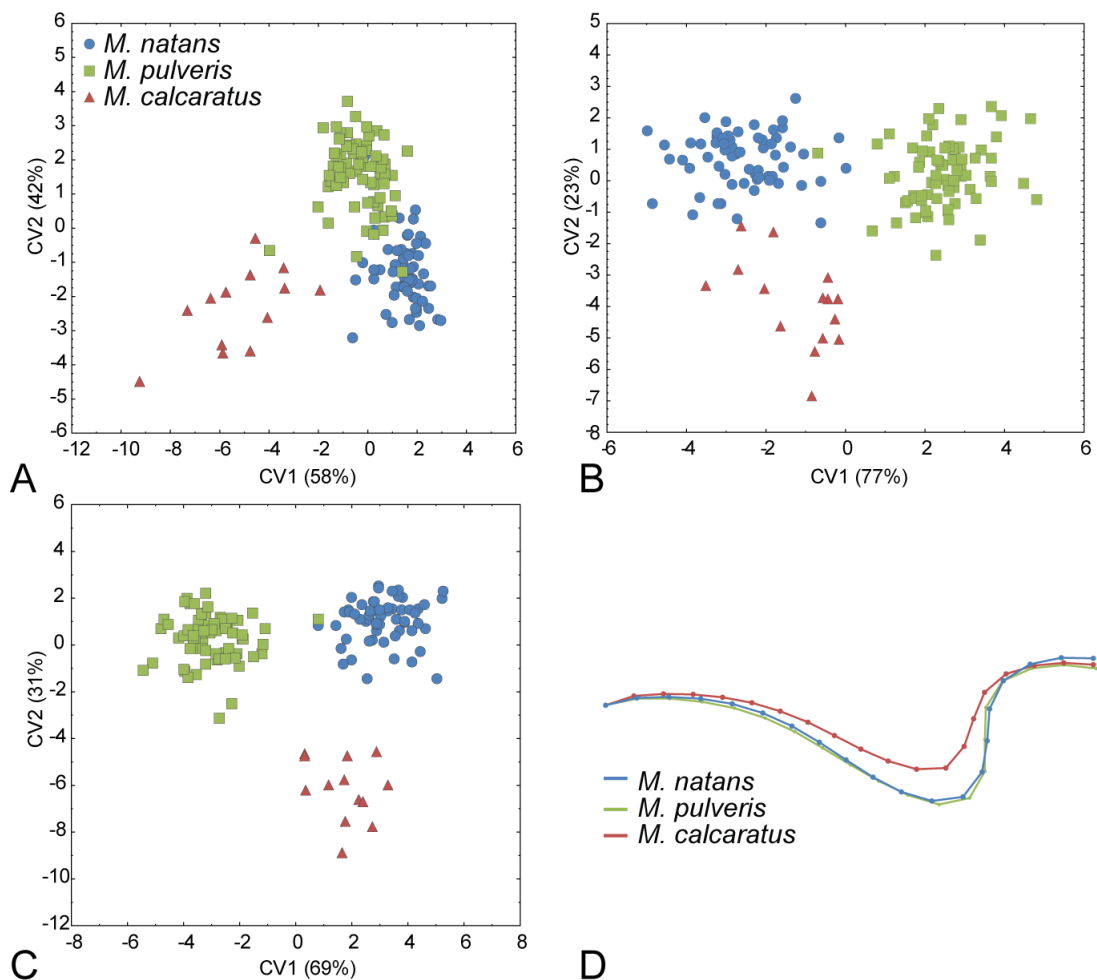 6
5
4
3
2
1
0
-1
-2
-3
-4
-5
-6
CV2 (42%)
M. natans
M. pulveris
M. calcaratus
-12 -10 -8 -6 -4 -2 0 2 4 6
CV1 (58%)
A
5
4
3
2
1
0
-1
-2
-3
-4
-5
-6
-7
-8
CV2 (23%)
-6 -4 -2 0 2 4 6
CV1 (77%)
B
6
4
2
0
-2
-4
-6
-8
-10
-12
CV2 (31%)
-8 -6 -4 -2 0 2 4 6 8
CV1 (69%)
C
M. natans
M. pulveris
M. calcaratus
D